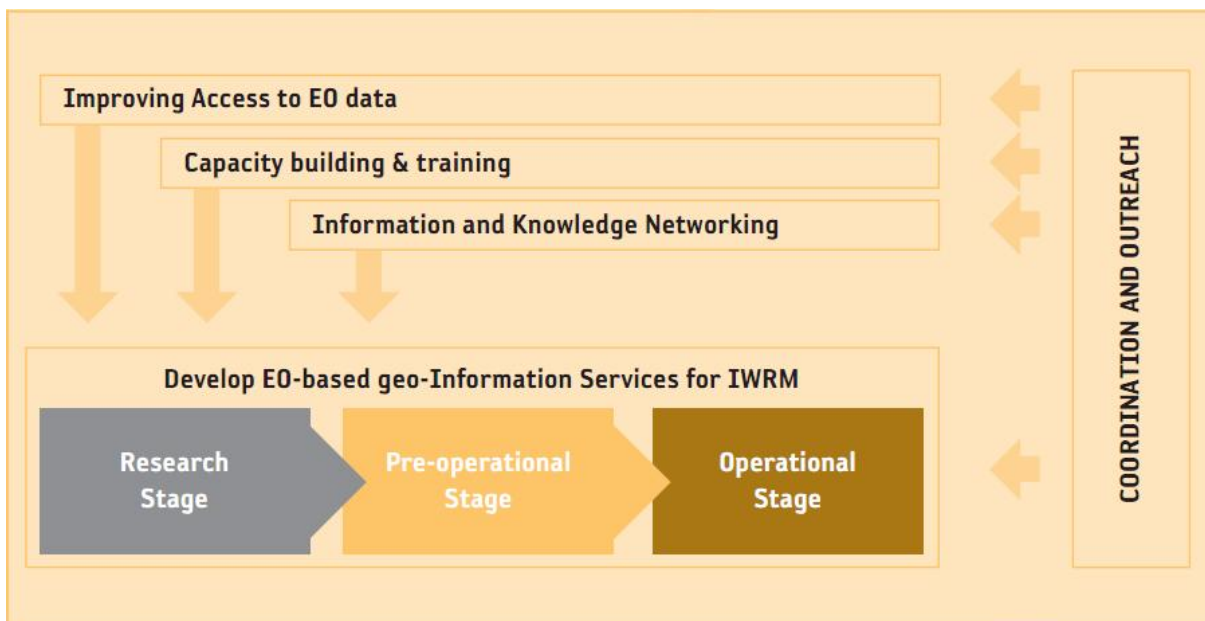 Improving Access to EO data
Capacity building & training
Information and Knowledge Networking
Develop EO-based geo-Information Services for IWRM
Research
Stage
Pre-operational
Stage
Operational
Stage
COORDINATION AND OUTREACH